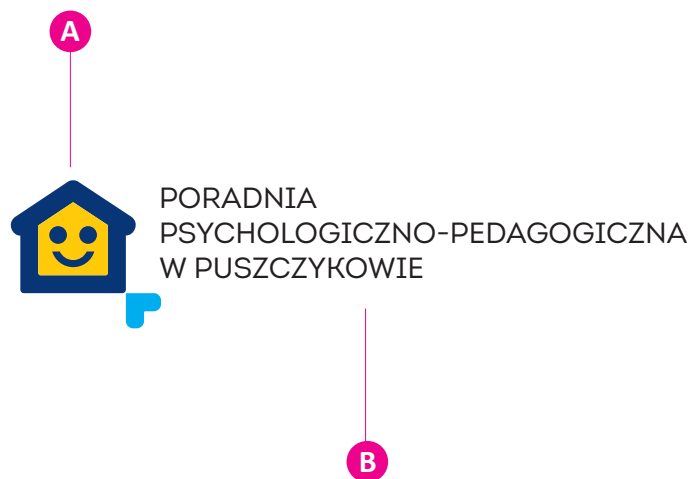 A
PORADNIA
PSYCHOLOGICZNO-PEDAGOGICZNA
W PUSZCZYKOWIE
B